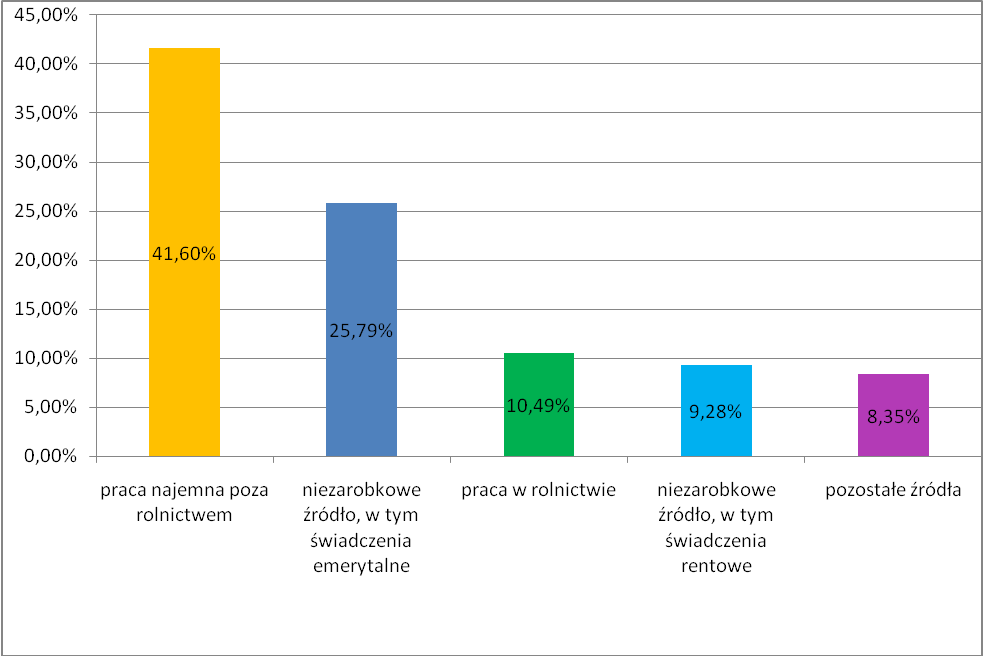 45,00%
40,00%
35,00%
30,00%
25,00%
20,00%
15,00%
10,00%
5,00%
0,00%
41,60%
25,79%
10,49%
9,28%
8,35%
praca najemna poza
rolnictwem
niezarobkowe
źródło, w tym
świadczenia
emerytalne
praca w rolnictwie
niezarobkowe
źródło, w tym
świadczenia
rentowe
pozostałe źródła